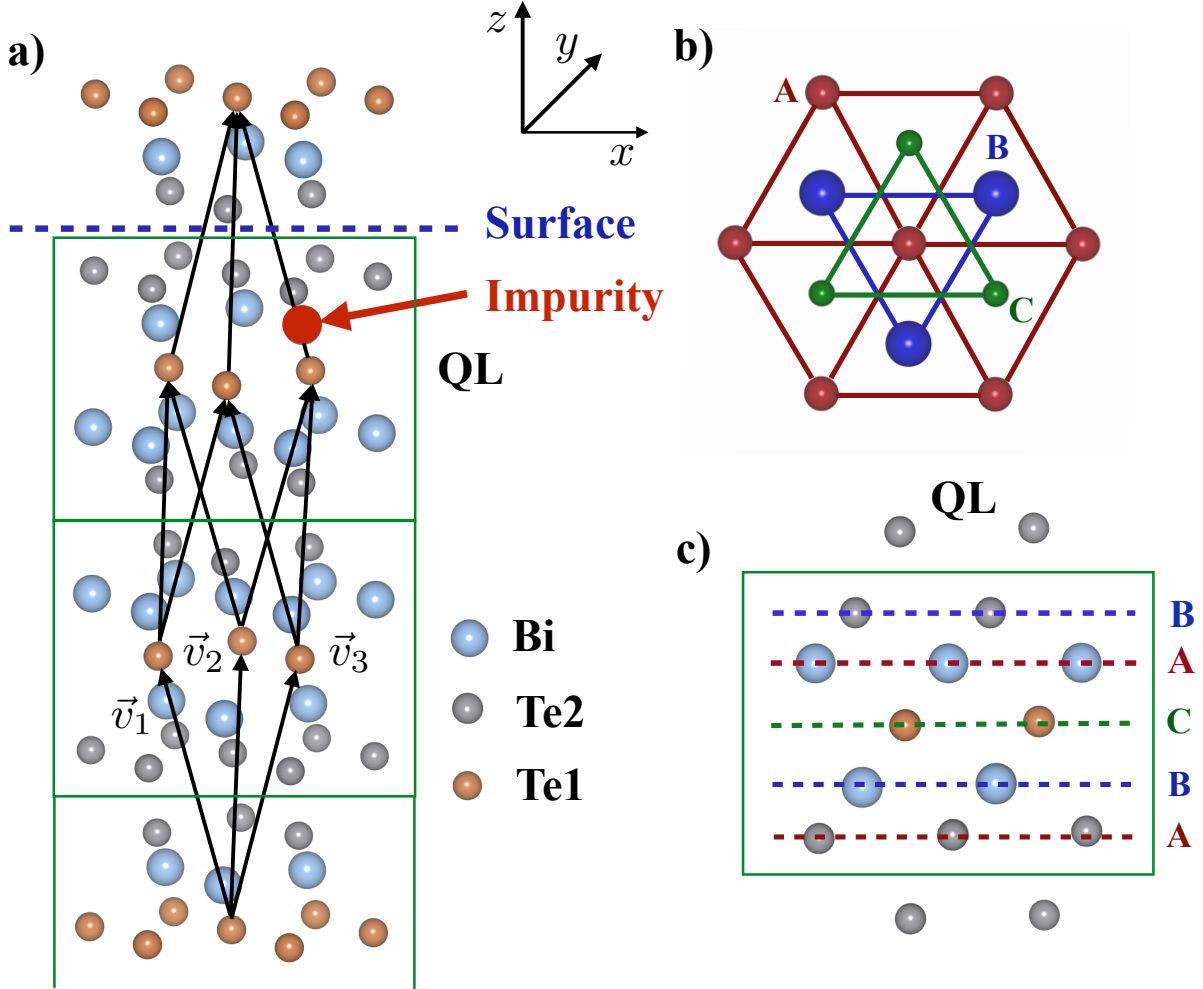 a)
z
y
x
Surface
Impurity
QL
v⃗₂
v⃗₃
v⃗₁
Bi
Te2
Te1
b)
A
B
C
QL
c)
B
A
C
B
A